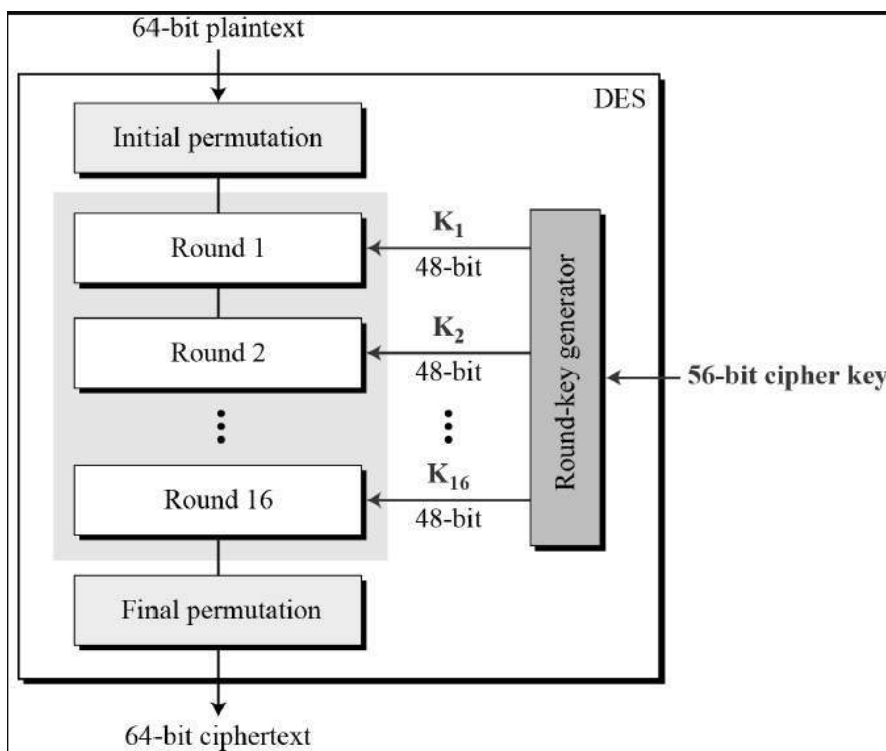 64-bit plaintext
DES
Initial permutation
Round 1
K₁
48-bit
Round 2
K₂
48-bit
Round-key generator
56-bit cipher key
Round 16
K₁₆
48-bit
Final permutation
64-bit ciphertext